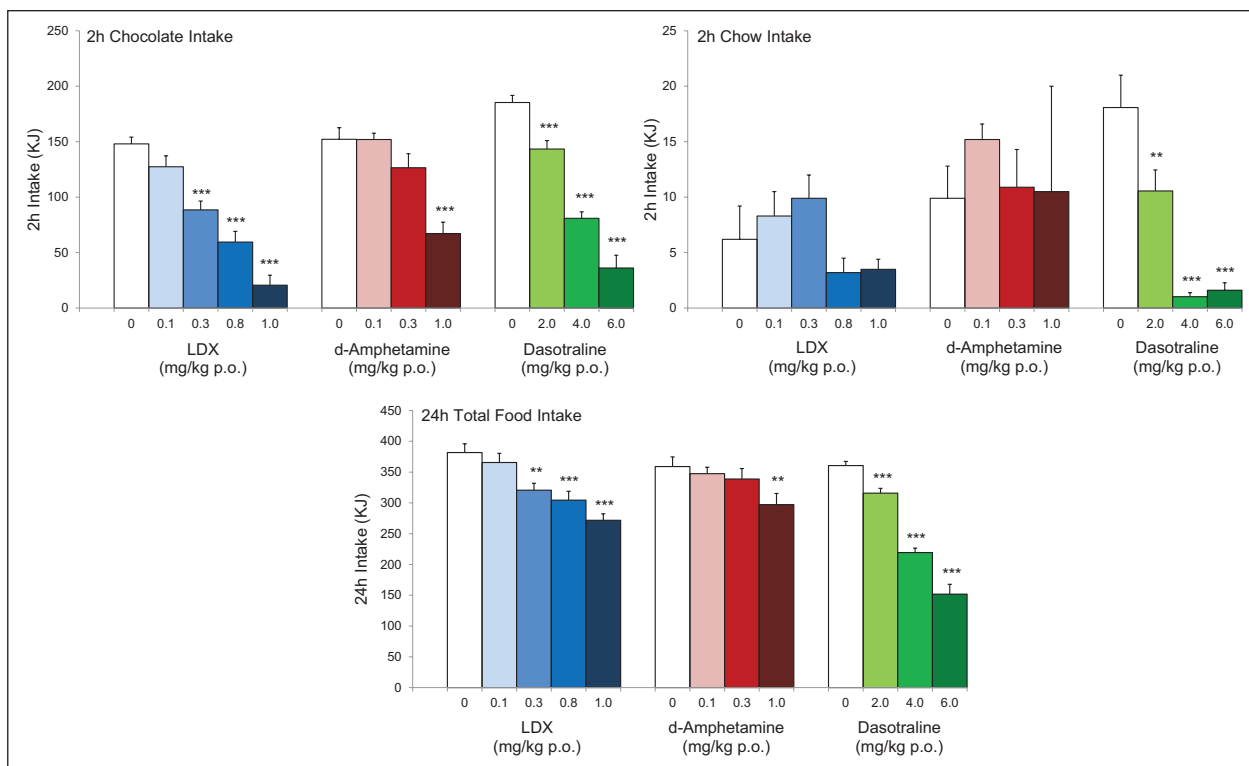 2h Chocolate Intake
2h Intake (KJ)
250
200
150
100
50
0
***
***
***
***
***
***
***
0 0.1 0.3 0.8 1.0 0 0.1 0.3 1.0 0 2.0 4.0 6.0
LDX d-Amphetamine Dasotraline
(mg/kg p.o.) (mg/kg p.o.) (mg/kg p.o.)
2h Chow Intake
2h Intake (KJ)
25
20
15
10
5
0
**
***
***
0 0.1 0.3 0.8 1.0 0 0.1 0.3 1.0 0 2.0 4.0 6.0
LDX d-Amphetamine Dasotraline
(mg/kg p.o.) (mg/kg p.o.) (mg/kg p.o.)
24h Total Food Intake
24h Intake (KJ)
450
400
350
300
250
200
150
100
50
0
**
***
***
**
***
***
***
0 0.1 0.3 0.8 1.0 0 0.1 0.3 1.0 0 2.0 4.0 6.0
LDX d-Amphetamine Dasotraline
(mg/kg p.o.) (mg/kg p.o.) (mg/kg p.o.)